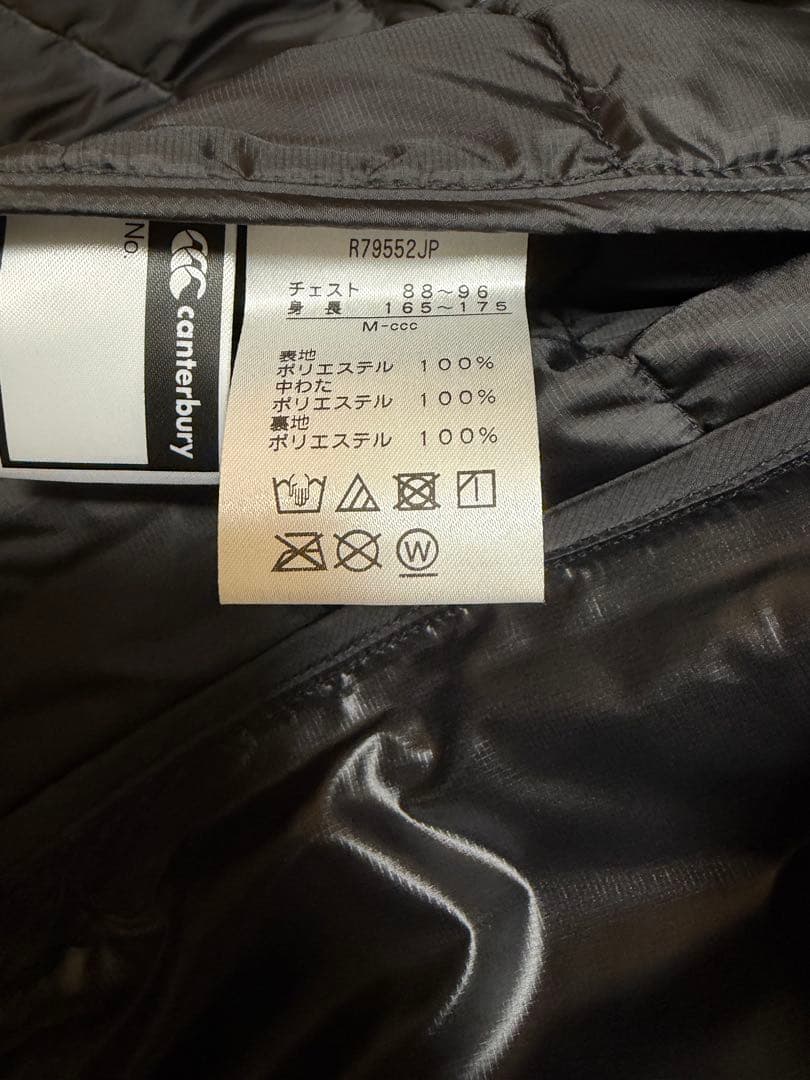 No.
canterbury
R79552JP
チェスト 88～96
身長 165～175
M-ccc
表地
ポリエステル 100%
中わた
ポリエステル 100%
裏地
ポリエステル 100%
W